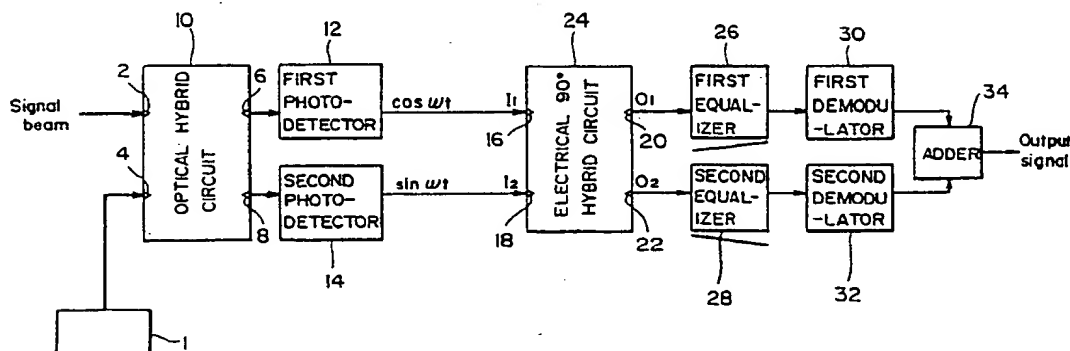 10
12
24
26
30
34
2
6
4
8
Signal
beam
OPTICAL HYBRID
CIRCUIT
FIRST
PHOTO-
DETECTOR
cos ωt
I1
16
ELECTRICAL 90°
HYBRID CIRCUIT
O1
20
FIRST
EQUAL-
IZER
FIRST
DEMODU
-LATOR
ADDER
Output
signal
SECOND
PHOTO-
DETECTOR
sin ωt
I2
18
O2
22
SECOND
EQUAL-
IZER
SECOND
DEMODU
-LATOR
14
28
32
1